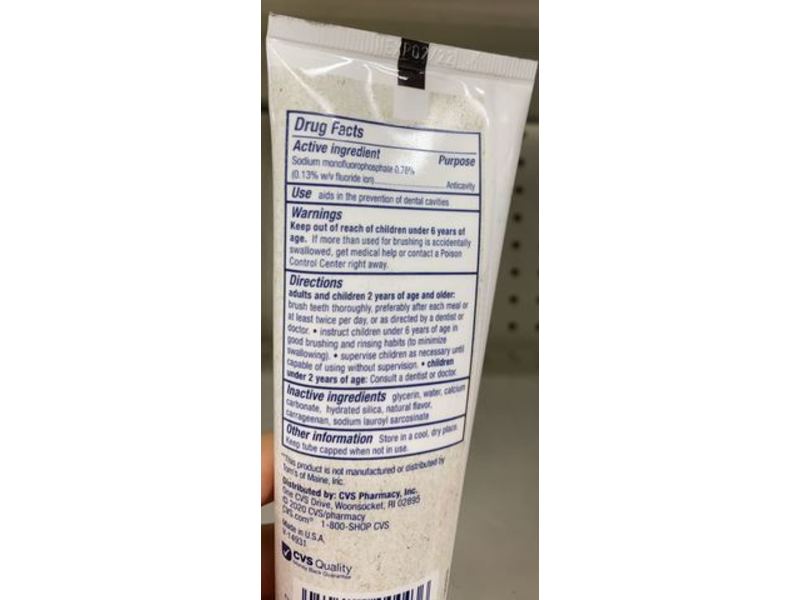 EXP02/22
Drug Facts
Active ingredient Purpose
Sodium monofluorophosphate 0.76%
(0.13% w/v fluoride ion) Anticavity
Use aids in the prevention of dental cavities
Warnings
Keep out of reach of children under 6 years of
age. If more than used for brushing is accidentally
swallowed, get medical help or contact a Poison
Control Center right away.
Directions
adults and children 2 years of age and older:
brush teeth thoroughly, preferably after each meal or
at least twice per day, or as directed by a dentist or
doctor. • instruct children under 6 years of age in
good brushing and rinsing habits (to minimize
swallowing). • supervise children as necessary until
capable of using without supervision. • children
under 2 years of age: Consult a dentist or doctor.
Inactive ingredients glycerin, water, calcium
carbonate, hydrated silica, natural flavor,
carrageenan, sodium lauroyl sarcosinate
Other information Store in a cool, dry place.
Keep tube capped when not in use.
*This product is not manufactured or distributed by
Tom's of Maine, Inc.
Distributed by: CVS Pharmacy, Inc.
One CVS Drive, Woonsocket, RI 02895
© 2020 CVS/pharmacy
CVS.com® 1-800-SHOP CVS
Made in U.S.A.
V-14931
CVS Quality
Money Back Guarantee